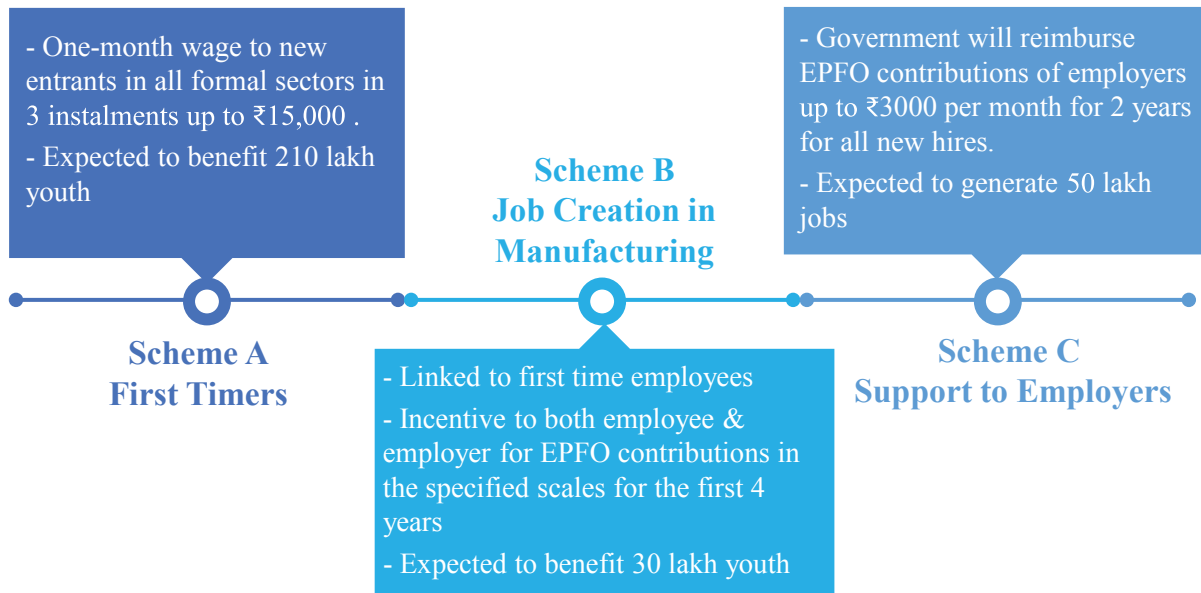 - One-month wage to new
entrants in all formal sectors in
3 instalments up to ₹15,000 .
- Expected to benefit 210 lakh
youth
Scheme A
First Timers
Scheme B
Job Creation in
Manufacturing
- Linked to first time employees
- Incentive to both employee &
employer for EPFO contributions in
the specified scales for the first 4
years
- Expected to benefit 30 lakh youth
- Government will reimburse
EPFO contributions of employers
up to ₹3000 per month for 2 years
for all new hires.
- Expected to generate 50 lakh
jobs
Scheme C
Support to Employers